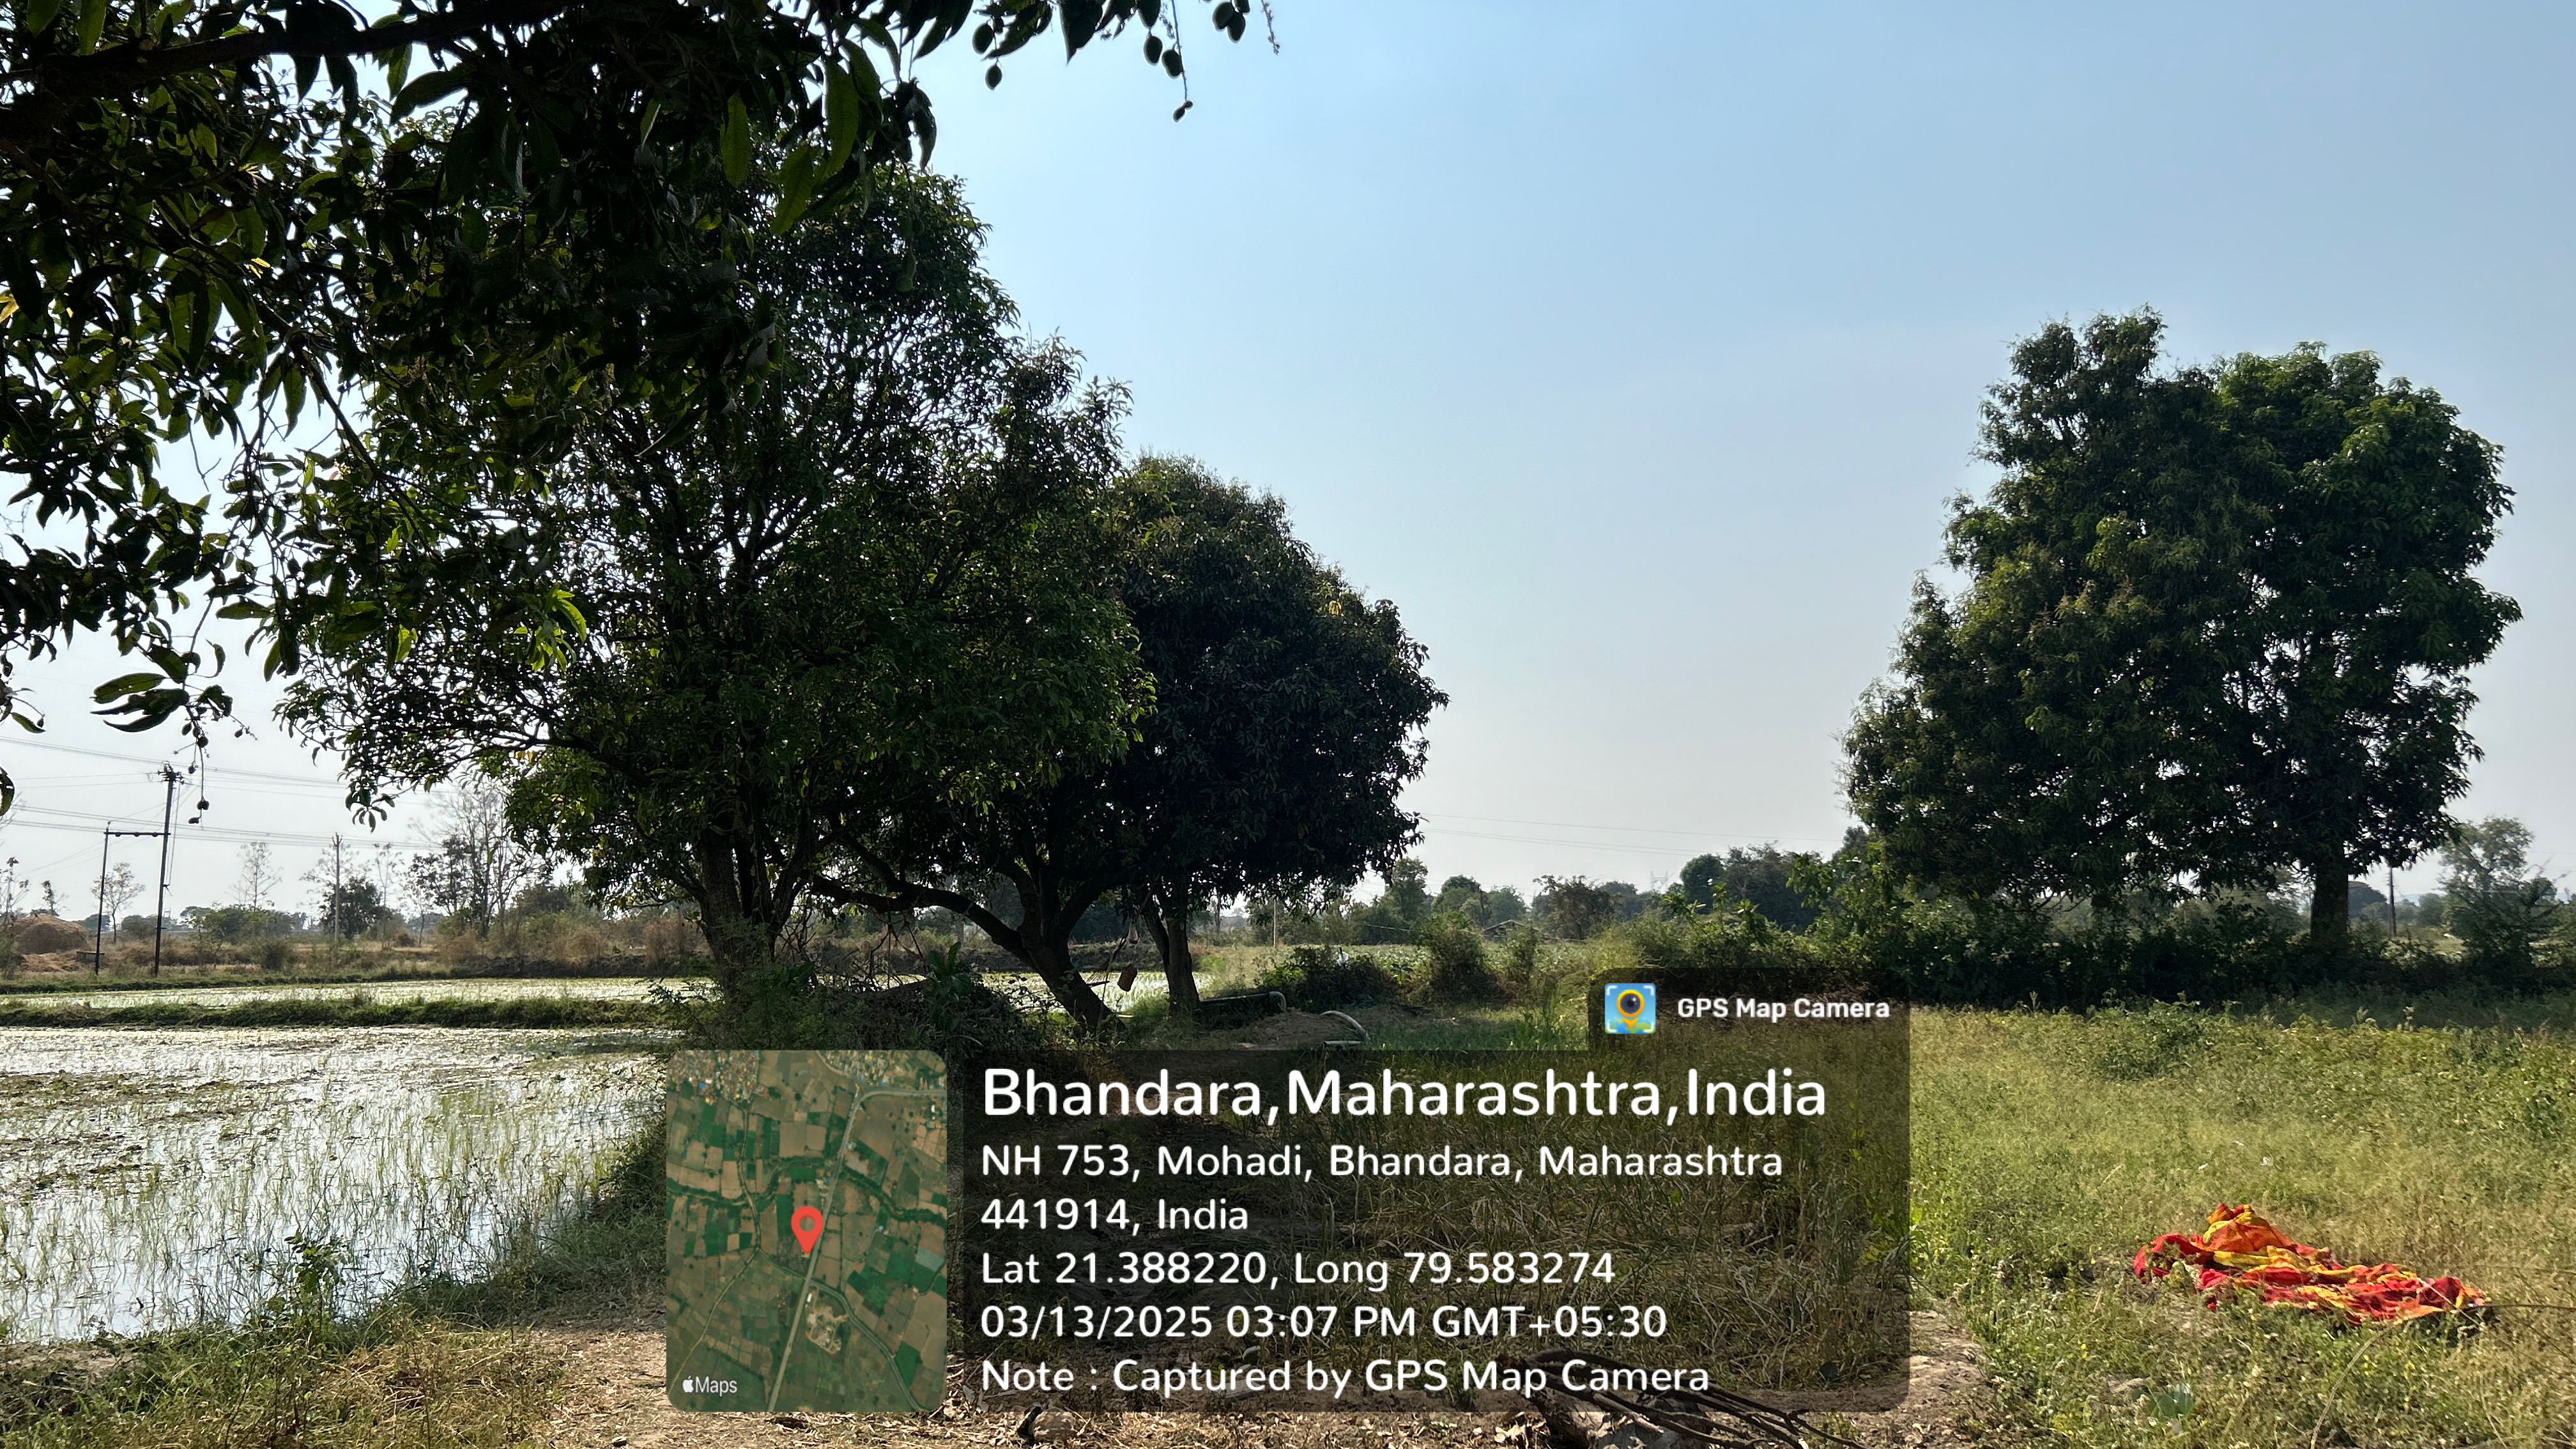 GPS Map Camera
Bhandara,Maharashtra,India
NH 753, Mohadi, Bhandara, Maharashtra
441914, India
Lat 21.388220, Long 79.583274
03/13/2025 03:07 PM GMT+05:30
Note : Captured by GPS Map Camera
Maps